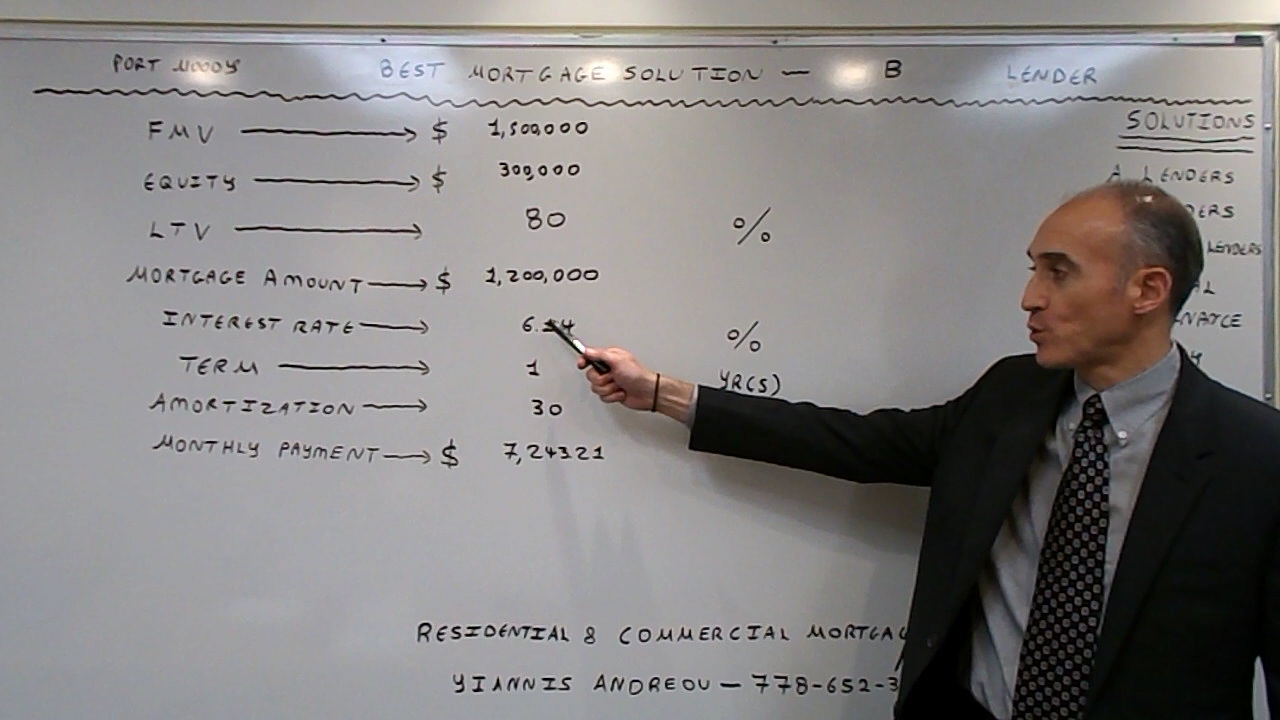 PORT MOODY BEST MORTGAGE SOLUTION — B LENDER
FMV → $ 1,500,000
EQUITY → $ 300,000
LTV → 80 %
MORTGAGE AMOUNT → $ 1,200,000
INTEREST RATE → %
TERM → 1 YR(S)
AMORTIZATION → 30
MONTHLY PAYMENT → $ 7,243.21
SOLUTIONS
A LENDERS
LENDERS
RESIDENTIAL & COMMERCIAL
YIANNIS ANDREOU — 778-652-3